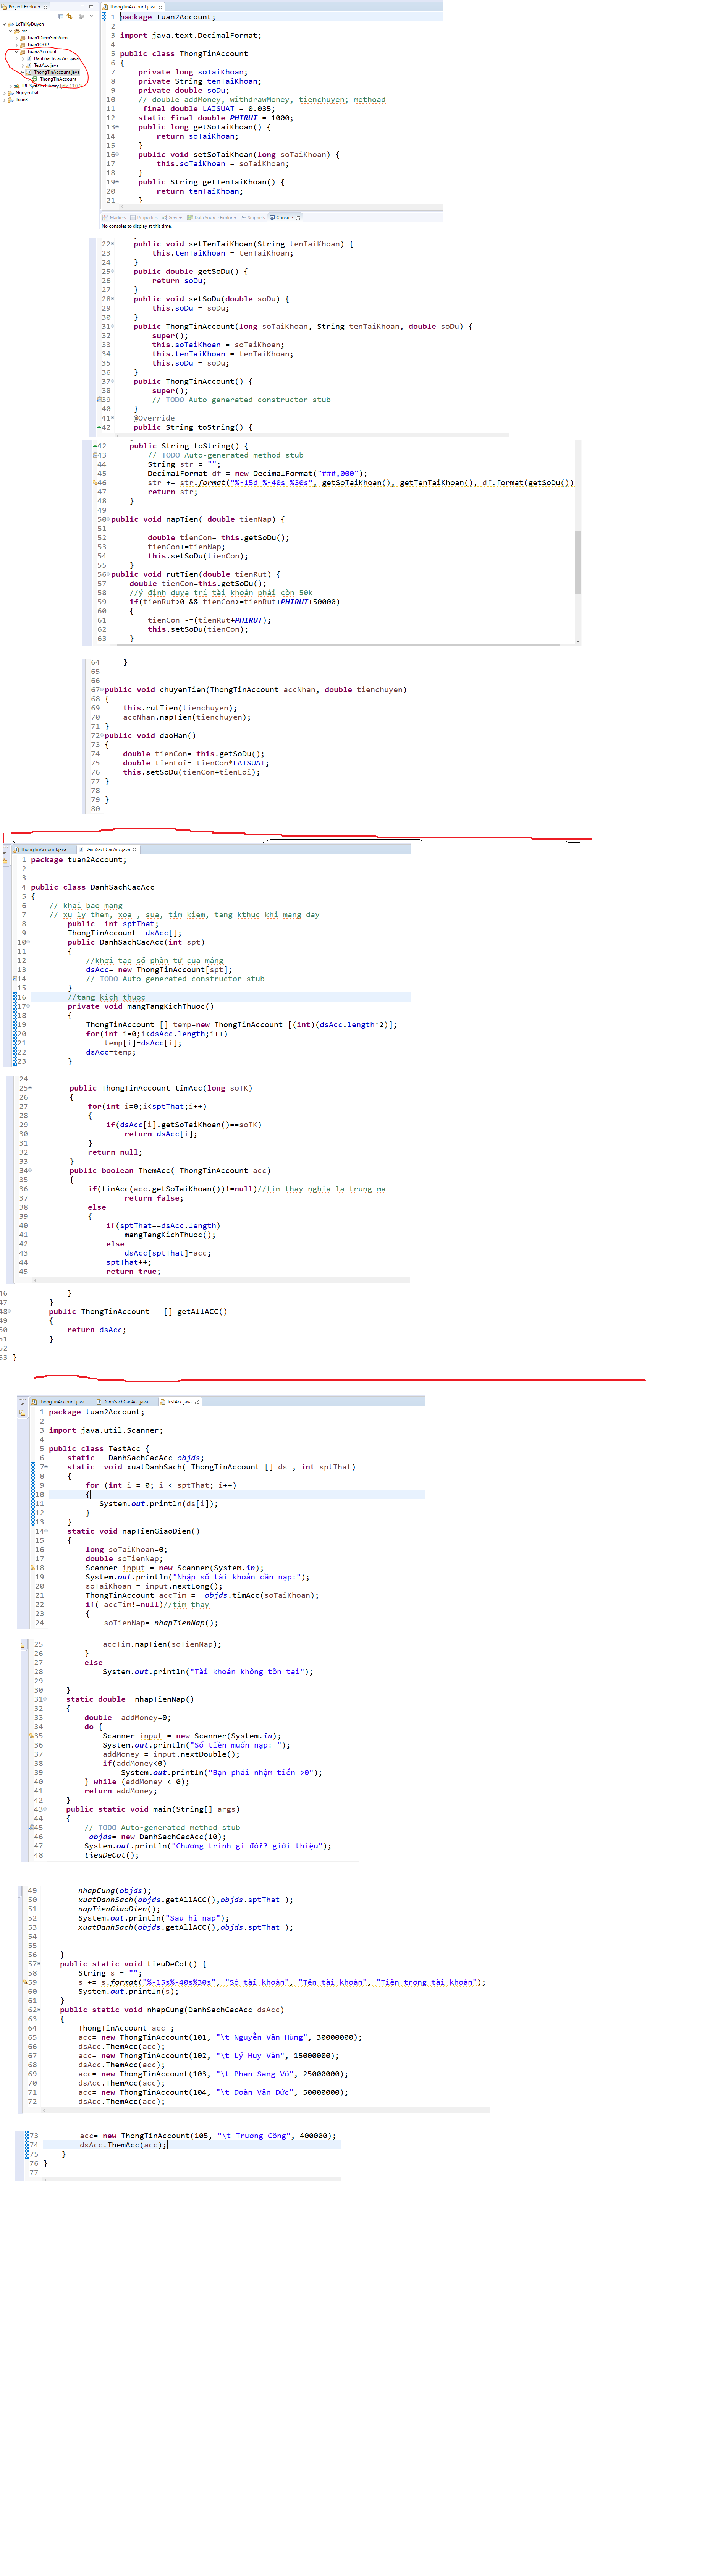 Project Explorer
LeThiKyDuyen
src
tuan1DiemSinhVien
tuan1OOP
tuan2Account
DanhSachCacAcc.java
TestAcc.java
ThongTinAccount.java
ThongTinAccount
JRE System Library
NguyenDat
Tuan3
ThongTinAccount.java
1 package tuan2Account;
2
3 import java.text.DecimalFormat;
4
5 public class ThongTinAccount
6 {
7 private long soTaiKhoan;
8 private String tenTaiKhoan;
9 private double soDu;
10 // double addMoney, withdrawMoney, tienchuyen; methoad
11 final double LAISUAT = 0.035;
12 static final double PHIRUT = 1000;
13 public long getSoTaiKhoan() {
14 return soTaiKhoan;
15 }
16 public void setSoTaiKhoan(long soTaiKhoan) {
17 this.soTaiKhoan = soTaiKhoan;
18 }
19 public String getTenTaiKhoan() {
20 return tenTaiKhoan;
21 }
Markers Properties Servers Data Source Explorer Snippets Console
No consoles to display at this time.
22 public void setTenTaiKhoan(String tenTaiKhoan) {
23 this.tenTaiKhoan = tenTaiKhoan;
24 }
25 public double getSoDu() {
26 return soDu;
27 }
28 public void setSoDu(double soDu) {
29 this.soDu = soDu;
30 }
31 public ThongTinAccount(long soTaiKhoan, String tenTaiKhoan, double soDu) {
32 super();
33 this.soTaiKhoan = soTaiKhoan;
34 this.tenTaiKhoan = tenTaiKhoan;
35 this.soDu = soDu;
36 }
37 public ThongTinAccount() {
38 super();
39 // TODO Auto-generated constructor stub
40 }
41 @Override
42 public String toString() {
42 public String toString() {
43 // TODO Auto-generated method stub
44 String str = "";
45 DecimalFormat df = new DecimalFormat("###,000");
46 str += str.format("%-15d %-40s %30s", getSoTaiKhoan(), getTenTaiKhoan(), df.format(getSoDu())
47 return str;
48 }
49
50 public void napTien( double tienNap) {
51
52 double tienCon= this.getSoDu();
53 tienCon+=tienNap;
54 this.setSoDu(tienCon);
55 }
56 public void rutTien(double tienRut) {
57 double tienCon=this.getSoDu();
58 //ý định duya trí tài khoản phải còn 50k
59 if(tienRut>0 && tienCon>=tienRut+PHIRUT+50000)
60 {
61 tienCon -=(tienRut+PHIRUT);
62 this.setSoDu(tienCon);
63 }
64 }
65
66
67 public void chuyenTien(ThongTinAccount accNhan, double tienchuyen)
68 {
69 this.rutTien(tienchuyen);
70 accNhan.napTien(tienchuyen);
71 }
72 public void daoHan()
73 {
74 double tienCon= this.getSoDu();
75 double tienLoi= tienCon*LAISUAT;
76 this.setSoDu(tienCon+tienLoi);
77 }
78
79 }
80
ThongTinAccount.java DanhSachCacAcc.java
1 package tuan2Account;
2
3
4 public class DanhSachCacAcc
5 {
6 // khai bao mang
7 // xu ly them, xoa , sua, tim kiem, tang kthuc khi mang day
8 public int sptThat;
9 ThongTinAccount dsAcc[];
10 public DanhSachCacAcc(int spt)
11 {
12 //khởi tạo số phần tử của mảng
13 dsAcc= new ThongTinAccount[spt];
14 // TODO Auto-generated constructor stub
15 }
16 //tang kich thuoc
17 private void mangTangKichThuoc()
18 {
19 ThongTinAccount [] temp=new ThongTinAccount [(int)(dsAcc.length*2)];
20 for(int i=0;i<dsAcc.length;i++)
21 temp[i]=dsAcc[i];
22 dsAcc=temp;
23 }
24
25 public ThongTinAccount timAcc(long soTK)
26 {
27 for(int i=0;i<sptThat;i++)
28 {
29 if(dsAcc[i].getSoTaiKhoan()==soTK)
30 return dsAcc[i];
31 }
32 return null;
33 }
34 public boolean ThemAcc( ThongTinAccount acc)
35 {
36 if(timAcc(acc.getSoTaiKhoan())!=null)//tim thay nghia la trung ma
37 return false;
38 else
39 {
40 if(sptThat==dsAcc.length)
41 mangTangKichThuoc();
42 else
43 dsAcc[sptThat]=acc;
44 sptThat++;
45 return true;
46 }
47 }
48 public ThongTinAccount [] getAllACC()
49 {
50 return dsAcc;
51 }
52
53 }
ThongTinAccount.java DanhSachCacAcc.java TestAcc.java
1 package tuan2Account;
2
3 import java.util.Scanner;
4
5 public class TestAcc {
6 static DanhSachCacAcc objds;
7 static void xuatDanhSach( ThongTinAccount [] ds , int sptThat)
8 {
9 for (int i = 0; i < sptThat; i++)
10 {
11 System.out.println(ds[i]);
12 }
13 }
14 static void napTienGiaoDien()
15 {
16 long soTaiKhoan=0;
17 double soTienNap;
18 Scanner input = new Scanner(System.in);
19 System.out.println("Nhập số tài khoản cần nạp:");
20 soTaiKhoan = input.nextLong();
21 ThongTinAccount accTim = objds.timAcc(soTaiKhoan);
22 if( accTim!=null)//tim thay
23 {
24 soTienNap= nhapTienNap();
25 accTim.napTien(soTienNap);
26 }
27 else
28 System.out.println("Tài khoản không tồn tại");
29
30 }
31 static double nhapTienNap()
32 {
33 double addMoney=0;
34 do {
35 Scanner input = new Scanner(System.in);
36 System.out.println("Số tiền muốn nạp: ");
37 addMoney = input.nextDouble();
38 if(addMoney<0)
39 System.out.println("Bạn phải nhậm tiền >0");
40 } while (addMoney < 0);
41 return addMoney;
42 }
43 public static void main(String[] args)
44 {
45 // TODO Auto-generated method stub
46 objds= new DanhSachCacAcc(10);
47 System.out.println("Chương trình gì đó?? giới thiệu");
48 tieuDeCot();
49 nhapCung(objds);
50 xuatDanhSach(objds.getAllACC(),objds.sptThat );
51 napTienGiaoDien();
52 System.out.println("Sau hi nap");
53 xuatDanhSach(objds.getAllACC(),objds.sptThat );
54
55
56 }
57 public static void tieuDeCot() {
58 String s = "";
59 s += s.format("%-15s%-40s%30s", "Số tài khoản", "Tên tài khoản", "Tiền trong tài khoản");
60 System.out.println(s);
61 }
62 public static void nhapCung(DanhSachCacAcc dsAcc)
63 {
64 ThongTinAccount acc ;
65 acc= new ThongTinAccount(101, "\t Nguyễn Văn Hùng", 30000000);
66 dsAcc.ThemAcc(acc);
67 acc= new ThongTinAccount(102, "\t Lý Huy Vân", 15000000);
68 dsAcc.ThemAcc(acc);
69 acc= new ThongTinAccount(103, "\t Phan Sang Vô", 25000000);
70 dsAcc.ThemAcc(acc);
71 acc= new ThongTinAccount(104, "\t Đoàn Văn Đức", 50000000);
72 dsAcc.ThemAcc(acc);
73 acc= new ThongTinAccount(105, "\t Trương Công", 400000);
74 dsAcc.ThemAcc(acc);
75 }
76 }
77